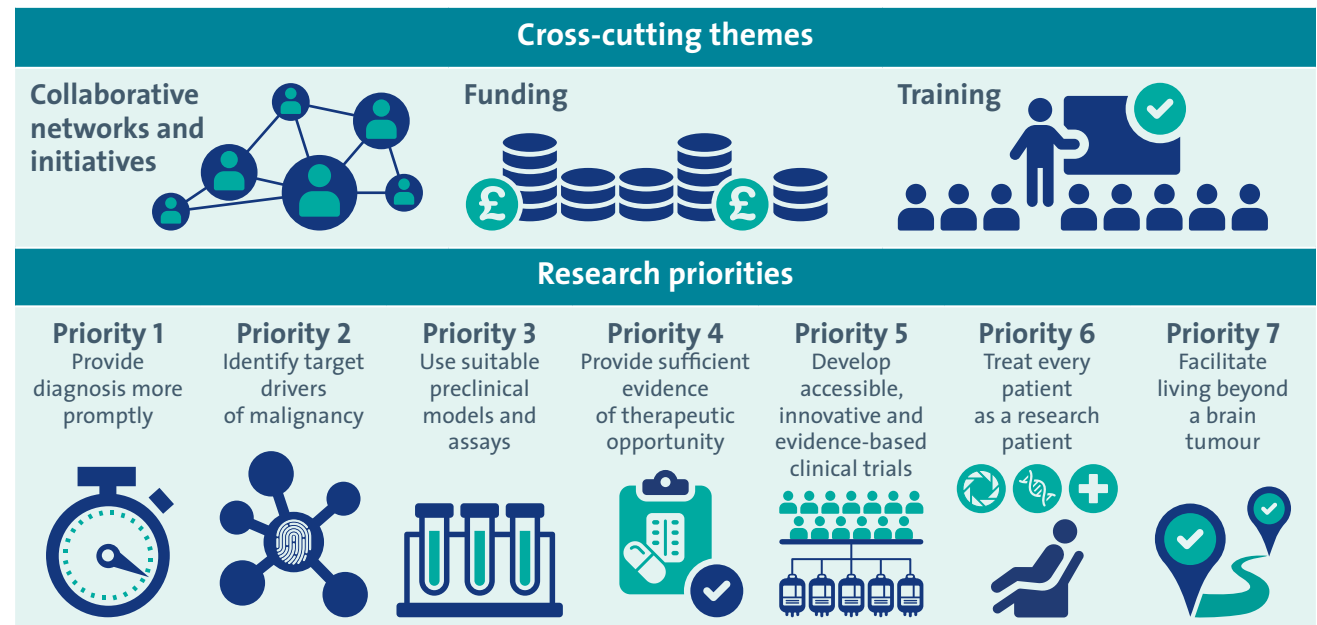 Cross-cutting themes
Collaborative
networks and
initiatives
Funding
£
£
Training
Research priorities
Priority 1
Provide
diagnosis more
promptly
Priority 2
Identify target
drivers
of malignancy
Priority 3
Use suitable
preclinical
models and
assays
Priority 4
Provide sufficient
evidence
of therapeutic
opportunity
Priority 5
Develop
accessible,
innovative and
evidence-based
clinical trials
Priority 6
Treat every
patient
as a research
patient
Priority 7
Facilitate
living beyond
a brain
tumour